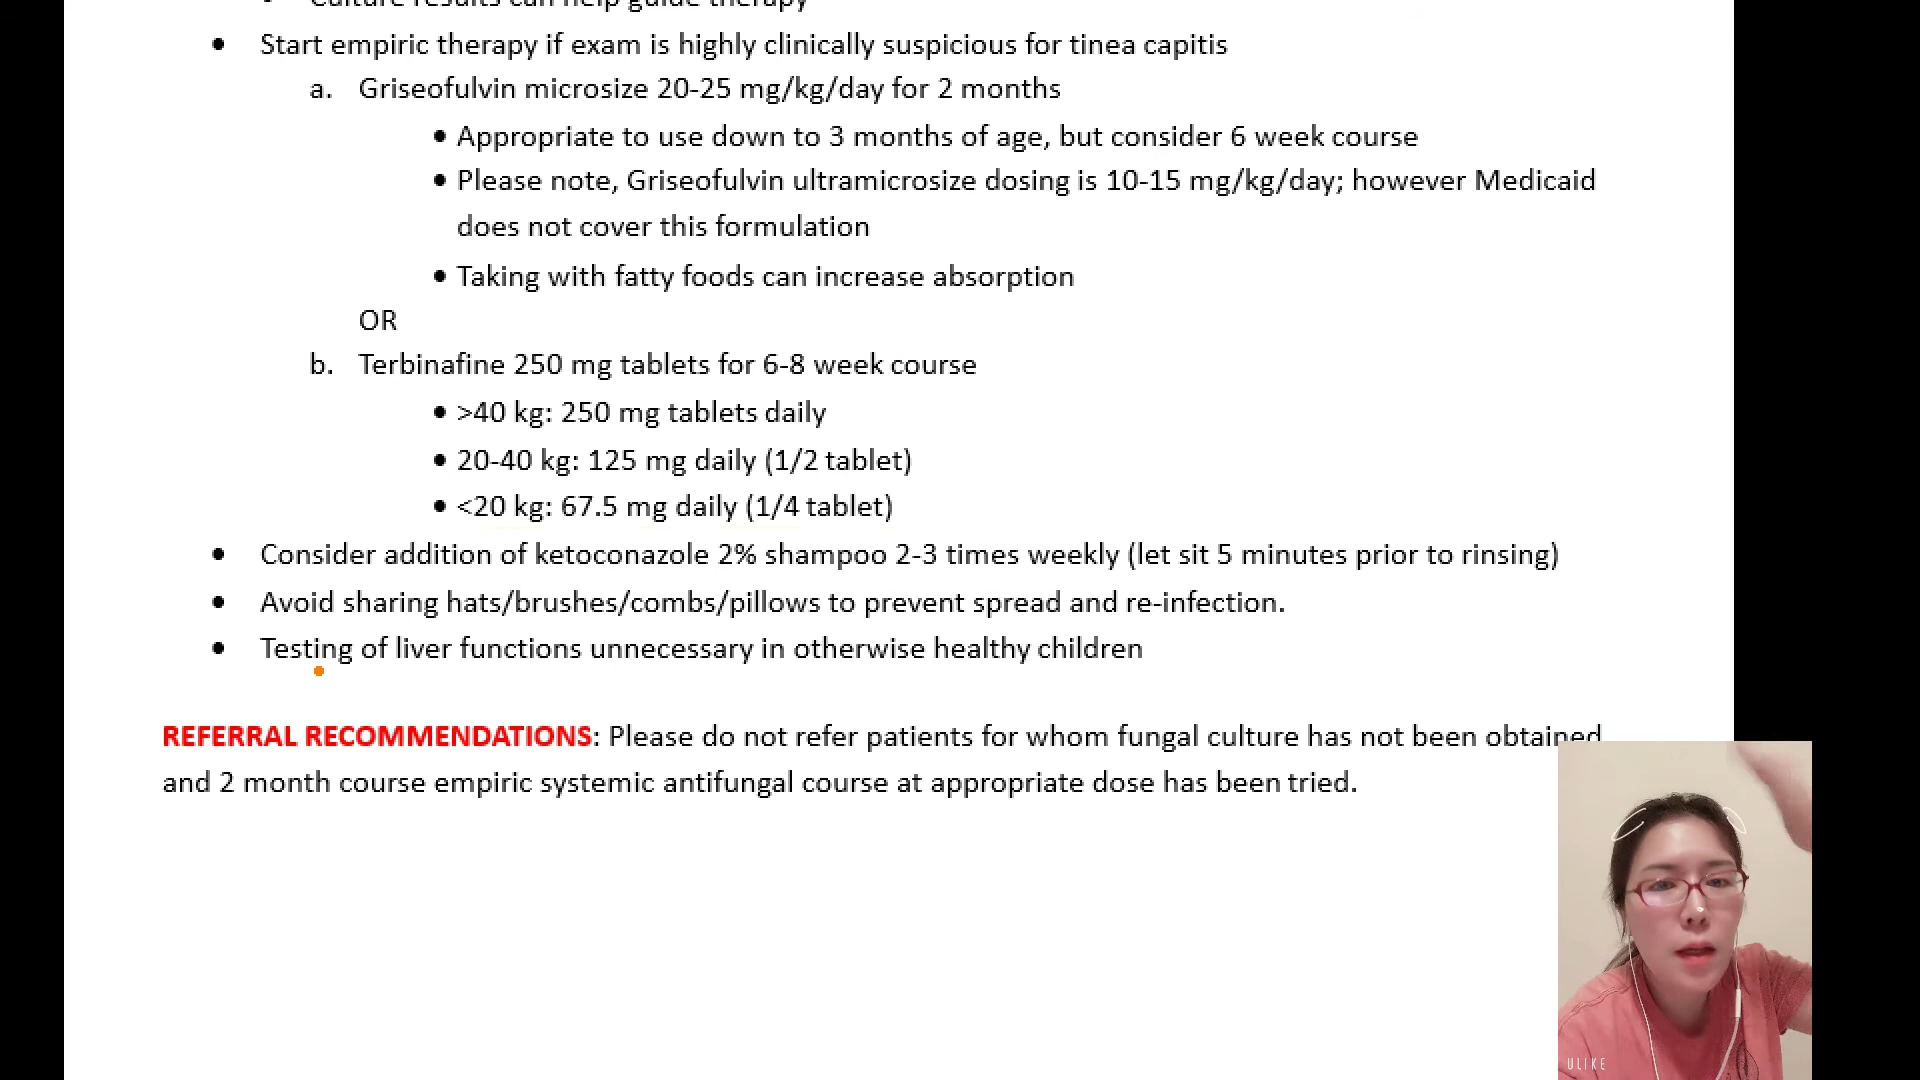 Culture results can help guide therapy
• Start empiric therapy if exam is highly clinically suspicious for tinea capitis
a. Griseofulvin microsize 20-25 mg/kg/day for 2 months
• Appropriate to use down to 3 months of age, but consider 6 week course
• Please note, Griseofulvin ultramicrosize dosing is 10-15 mg/kg/day; however Medicaid
does not cover this formulation
• Taking with fatty foods can increase absorption
OR
b. Terbinafine 250 mg tablets for 6-8 week course
• >40 kg: 250 mg tablets daily
• 20-40 kg: 125 mg daily (1/2 tablet)
• <20 kg: 67.5 mg daily (1/4 tablet)
• Consider addition of ketoconazole 2% shampoo 2-3 times weekly (let sit 5 minutes prior to rinsing)
• Avoid sharing hats/brushes/combs/pillows to prevent spread and re-infection.
• Testing of liver functions unnecessary in otherwise healthy children
REFERRAL RECOMMENDATIONS: Please do not refer patients for whom fungal culture has not been obtained
and 2 month course empiric systemic antifungal course at appropriate dose has been tried.
ULIKE